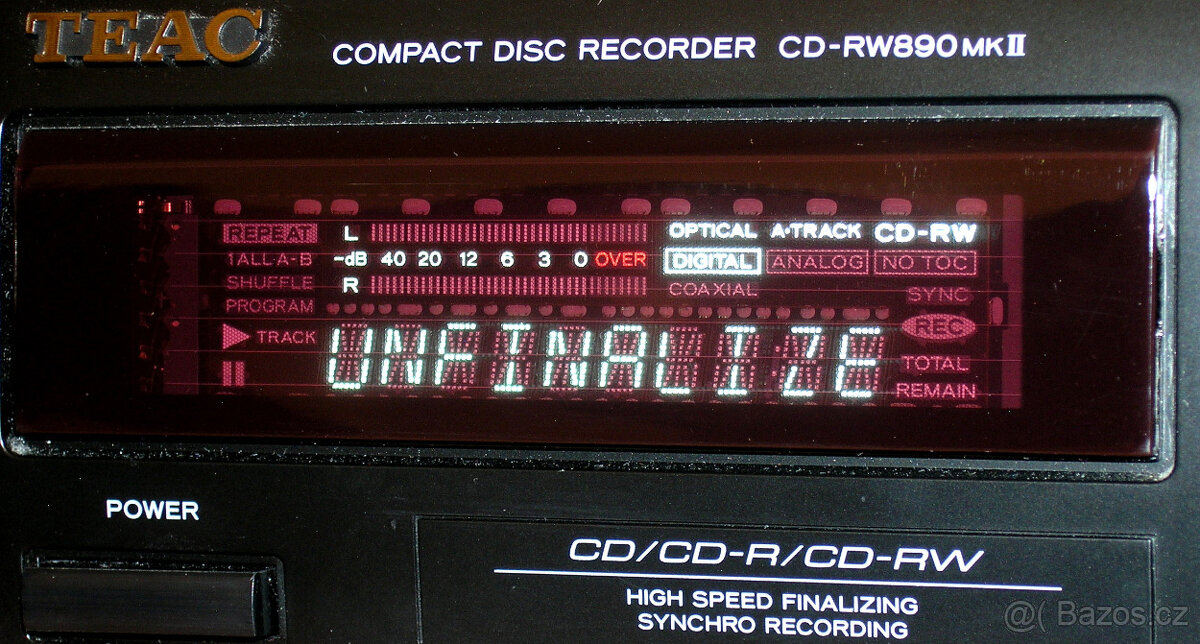 TEAC
COMPACT DISC RECORDER CD-RW890MKII
REPEAT L OPTICAL A·TRACK CD-RW
1ALL·A-B -dB 40 20 12 6 3 0 OVER DIGITAL ANALOG NO TOC
SHUFFLE R COAXIAL
PROGRAM SYNC
REC
TRACK UNFINALIZE
TOTAL
REMAIN
POWER
CD/CD-R/CD-RW
HIGH SPEED FINALIZING
SYNCHRO RECORDING
@( Bazos.cz